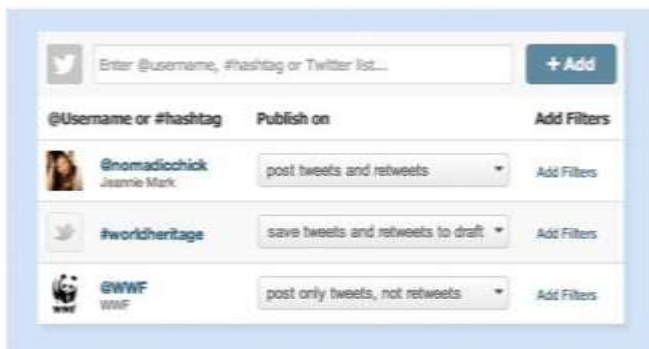 Enter @username, #hashtag or Twitter list...
+ Add
@Username or #hashtag Publish on Add Filters
@nomadicchick post tweets and retweets Add Filters
Jeannie Mark
#worldheritage save tweets and retweets to draft Add Filters
@WWF post only tweets, not retweets Add Filters
WWF
WWF